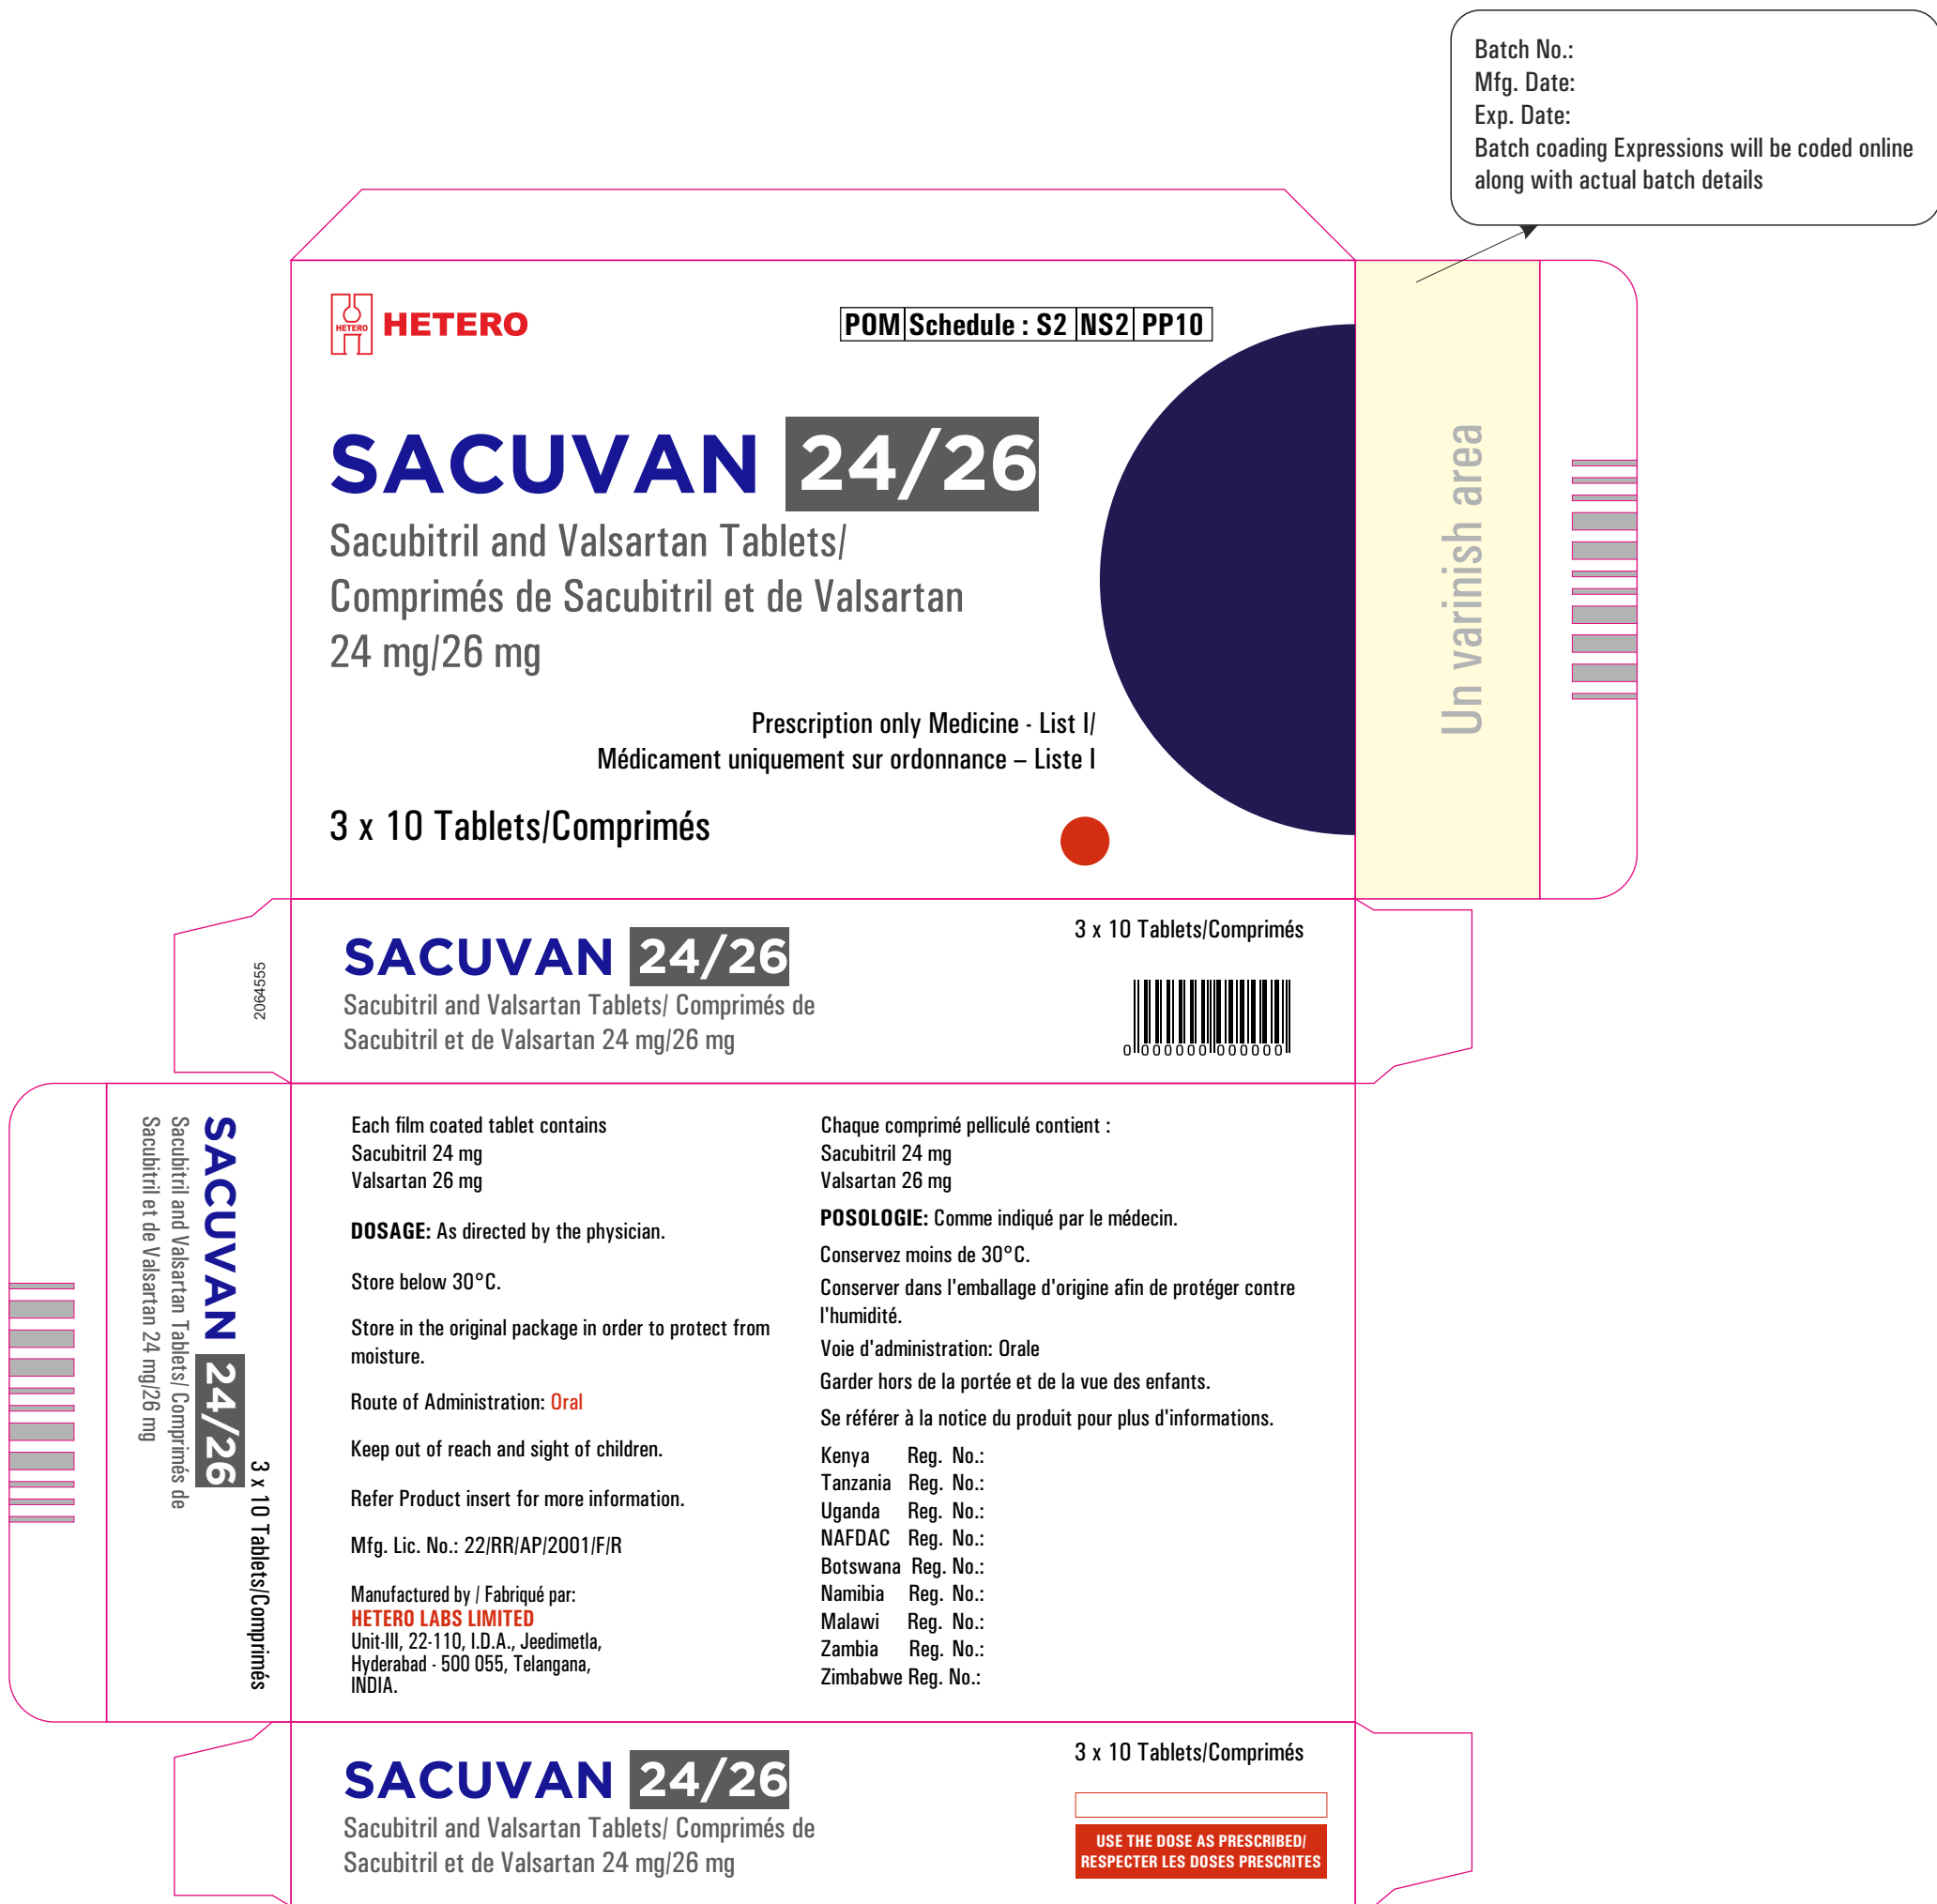 Batch No.:
Mfg. Date:
Exp. Date:
Batch coading Expressions will be coded online
along with actual batch details
HETERO
HETERO
POM Schedule : S2 NS2 PP10
SACUVAN 24/26
Sacubitril and Valsartan Tablets/
Comprimés de Sacubitril et de Valsartan
24 mg/26 mg
Prescription only Medicine - List I/
Médicament uniquement sur ordonnance – Liste I
3 x 10 Tablets/Comprimés
Un varinish area
2064555
SACUVAN 24/26
Sacubitril and Valsartan Tablets/ Comprimés de
Sacubitril et de Valsartan 24 mg/26 mg
3 x 10 Tablets/Comprimés
0 000000 000000
SACUVAN 24/26
Sacubitril and Valsartan Tablets/ Comprimés de
Sacubitril et de Valsartan 24 mg/26 mg
3 x 10 Tablets/Comprimés
Each film coated tablet contains
Sacubitril 24 mg
Valsartan 26 mg
DOSAGE: As directed by the physician.
Store below 30°C.
Store in the original package in order to protect from
moisture.
Route of Administration: Oral
Keep out of reach and sight of children.
Refer Product insert for more information.
Mfg. Lic. No.: 22/RR/AP/2001/F/R
Manufactured by / Fabriqué par:
HETERO LABS LIMITED
Unit-III, 22-110, I.D.A., Jeedimetla,
Hyderabad - 500 055, Telangana,
INDIA.
Chaque comprimé pelliculé contient :
Sacubitril 24 mg
Valsartan 26 mg
POSOLOGIE: Comme indiqué par le médecin.
Conservez moins de 30°C.
Conserver dans l'emballage d'origine afin de protéger contre
l'humidité.
Voie d'administration: Orale
Garder hors de la portée et de la vue des enfants.
Se référer à la notice du produit pour plus d'informations.
Kenya Reg. No.:
Tanzania Reg. No.:
Uganda Reg. No.:
NAFDAC Reg. No.:
Botswana Reg. No.:
Namibia Reg. No.:
Malawi Reg. No.:
Zambia Reg. No.:
Zimbabwe Reg. No.:
SACUVAN 24/26
Sacubitril and Valsartan Tablets/ Comprimés de
Sacubitril et de Valsartan 24 mg/26 mg
3 x 10 Tablets/Comprimés
USE THE DOSE AS PRESCRIBED/
RESPECTER LES DOSES PRESCRITES